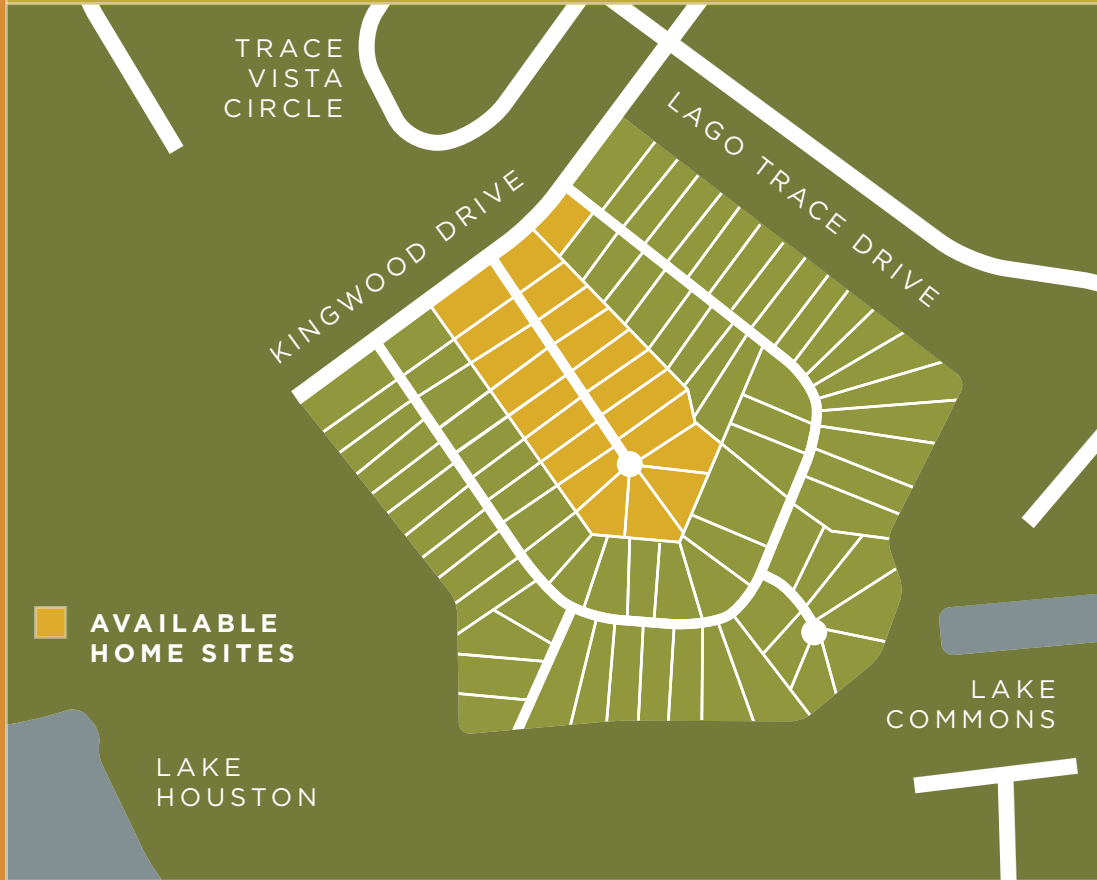 TRACE
VISTA
CIRCLE
LAGO TRACE DRIVE
KINGWOOD DRIVE
AVAILABLE
HOME SITES
LAKE
COMMONS
LAKE
HOUSTON